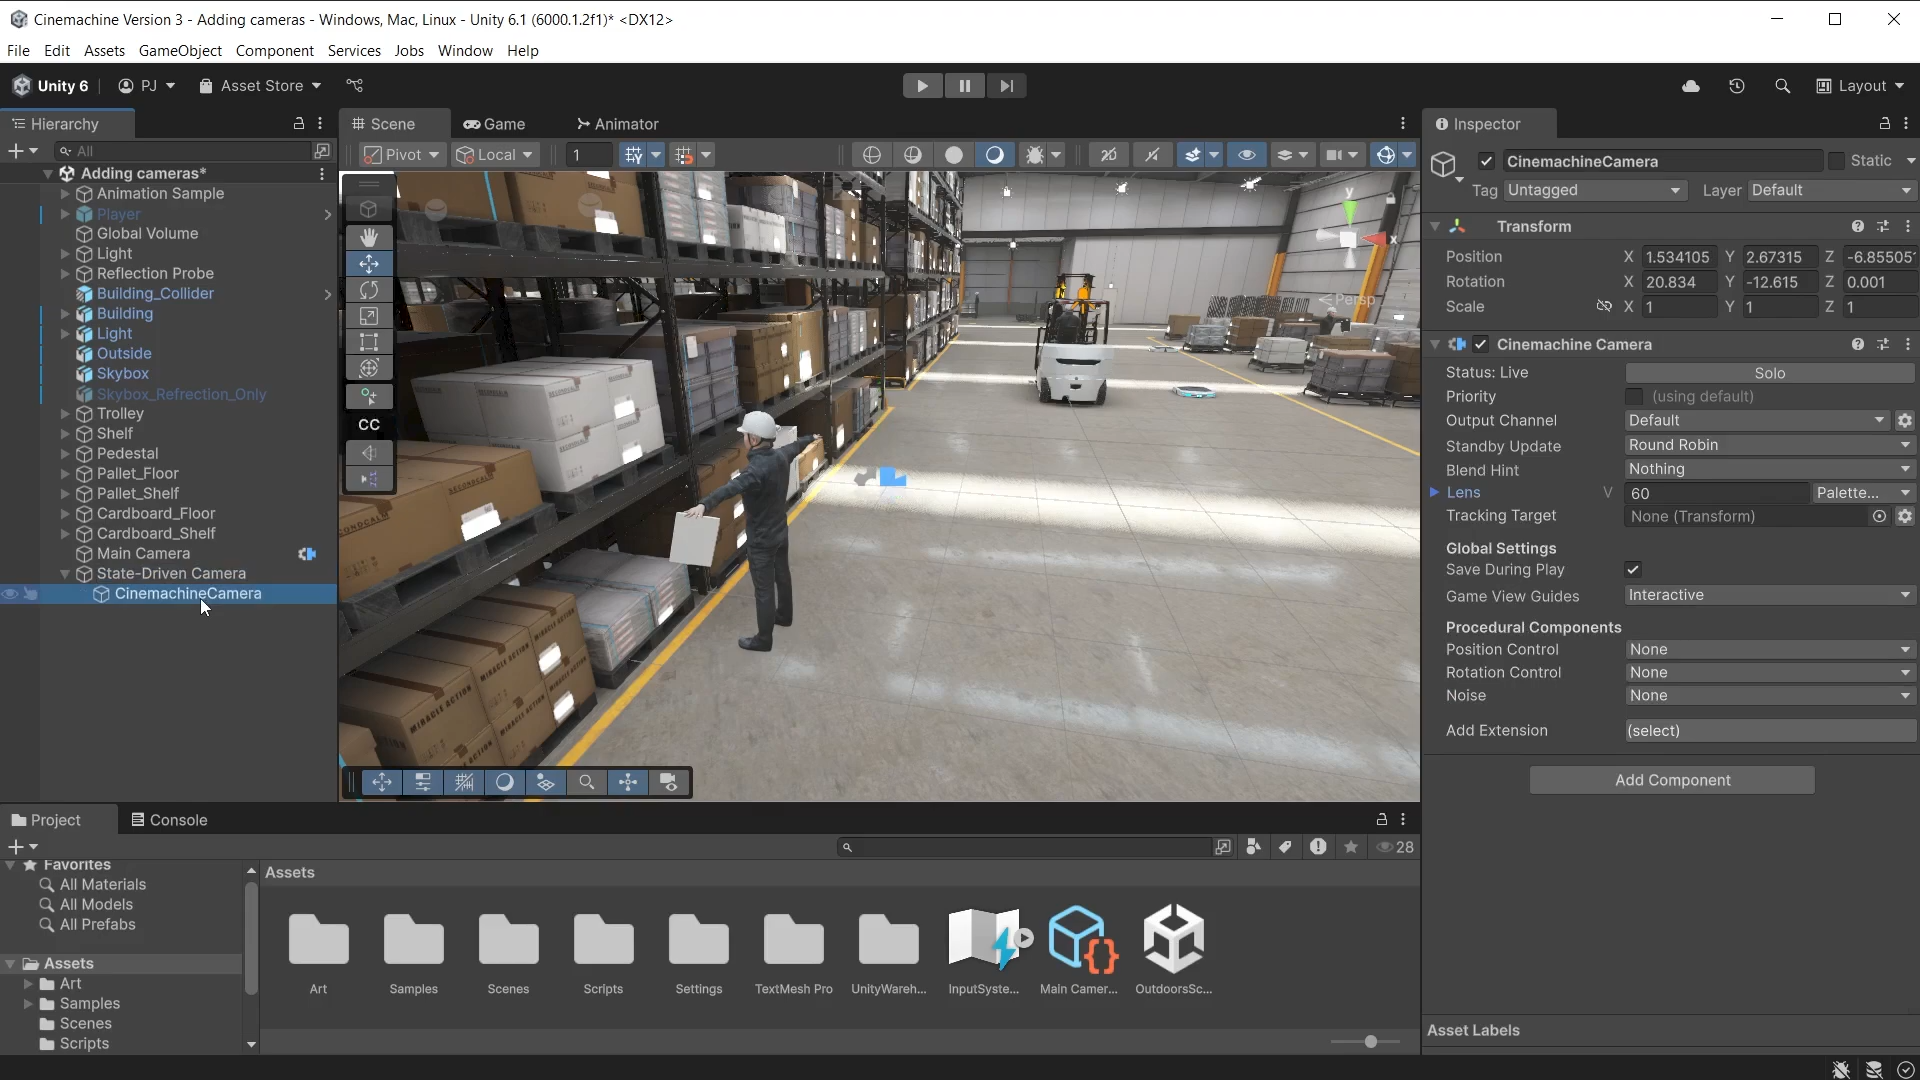 Cinemachine Version 3 - Adding cameras - Windows, Mac, Linux - Unity 6.1 (6000.1.2f1)* <DX12>
File Edit Assets GameObject Component Services Jobs Window Help
Unity 6 PJ Asset Store Layout
Hierarchy Scene Game Animator Inspector
All Pivot Local 1 2D
CinemachineCamera Static
Tag Untagged Layer Default
Adding cameras*
Animation Sample
Player
Global Volume
Light
Reflection Probe
Building_Collider
Building
Light
Outside
Skybox
Skybox_Refrection_Only
Trolley
Shelf
Pedestal
Pallet_Floor
Pallet_Shelf
Cardboard_Floor
Cardboard_Shelf
Main Camera
State-Driven Camera
CinemachineCamera
CC
y
x
Persp
MIRACLE ACTION
MIRACLE ACTION
Transform
Position X 1.534105 Y 2.67315 Z -6.85505
Rotation X 20.834 Y -12.615 Z 0.001
Scale X 1 Y 1 Z 1
Cinemachine Camera
Status: Live Solo
Priority (using default)
Output Channel Default
Standby Update Round Robin
Blend Hint Nothing
Lens V 60 Palette...
Tracking Target None (Transform)
Global Settings
Save During Play
Game View Guides Interactive
Procedural Components
Position Control None
Rotation Control None
Noise None
Add Extension (select)
Add Component
Asset Labels
Project Console
28
Favorites
All Materials
All Models
All Prefabs
Assets
Art
Samples
Scenes
Scripts
Assets
Art Samples Scenes Scripts Settings TextMesh Pro UnityWareh... InputSyste... Main Camer... OutdoorsSc...